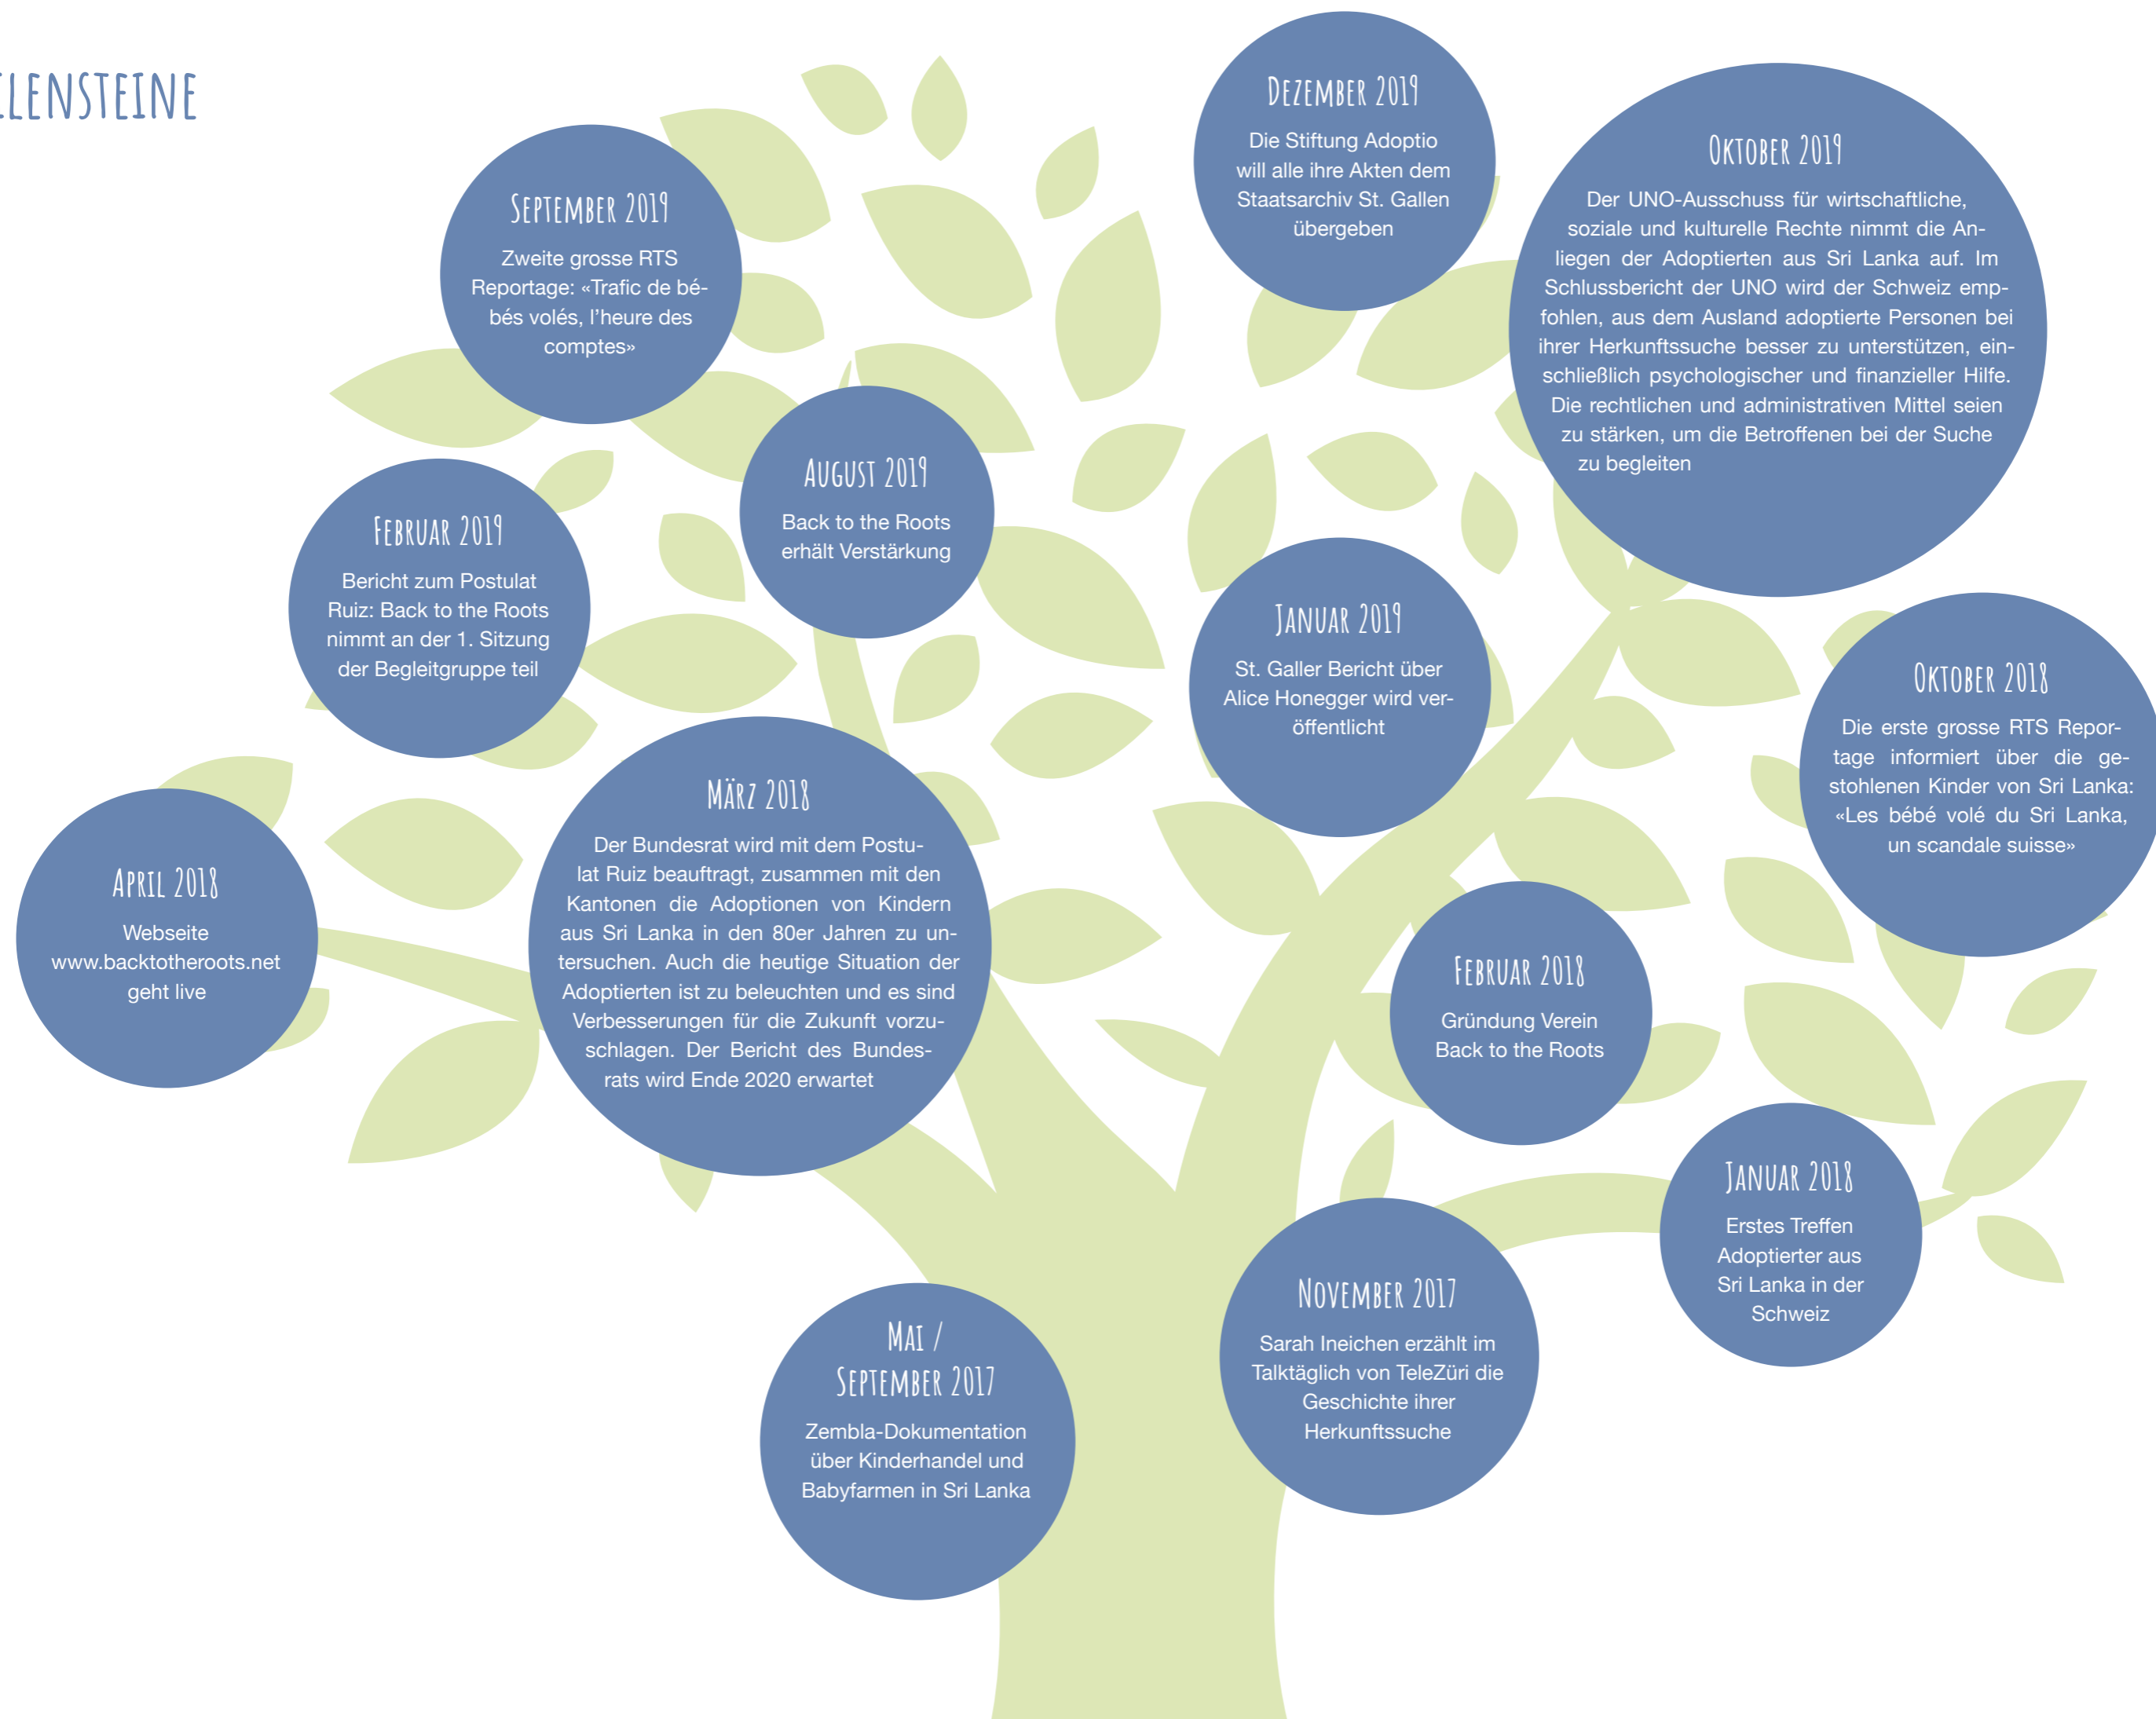 ILENSTEINE
DEZEMBER 2019
Die Stiftung Adoptio
will alle ihre Akten dem
Staatsarchiv St. Gallen
übergeben
OKTOBER 2019
Der UNO-Ausschuss für wirtschaftliche,
soziale und kulturelle Rechte nimmt die An-
liegen der Adoptierten aus Sri Lanka auf. Im
Schlussbericht der UNO wird der Schweiz emp-
fohlen, aus dem Ausland adoptierte Personen bei
ihrer Herkunftssuche besser zu unterstützen, ein-
schließlich psychologischer und finanzieller Hilfe.
Die rechtlichen und administrativen Mittel seien
zu stärken, um die Betroffenen bei der Suche
zu begleiten
SEPTEMBER 2019
Zweite grosse RTS
Reportage: «Trafic de bé-
bés volés, l'heure des
comptes»
AUGUST 2019
Back to the Roots
erhält Verstärkung
FEBRUAR 2019
Bericht zum Postulat
Ruiz: Back to the Roots
nimmt an der 1. Sitzung
der Begleitgruppe teil
JANUAR 2019
St. Galler Bericht über
Alice Honegger wird ver-
öffentlicht
OKTOBER 2018
Die erste grosse RTS Repor-
tage informiert über die ge-
stohlenen Kinder von Sri Lanka:
«Les bébé volé du Sri Lanka,
un scandale suisse»
APRIL 2018
Webseite
www.backtotheroots.net
geht live
MÄRZ 2018
Der Bundesrat wird mit dem Postu-
lat Ruiz beauftragt, zusammen mit den
Kantonen die Adoptionen von Kindern
aus Sri Lanka in den 80er Jahren zu un-
tersuchen. Auch die heutige Situation der
Adoptierten ist zu beleuchten und es sind
Verbesserungen für die Zukunft vorzu-
schlagen. Der Bericht des Bundes-
rats wird Ende 2020 erwartet
FEBRUAR 2018
Gründung Verein
Back to the Roots
JANUAR 2018
Erstes Treffen
Adoptierter aus
Sri Lanka in der
Schweiz
NOVEMBER 2017
Sarah Ineichen erzählt im
Talktäglich von TeleZüri die
Geschichte ihrer
Herkunftssuche
MAI /
SEPTEMBER 2017
Zembla-Dokumentation
über Kinderhandel und
Babyfarmen in Sri Lanka